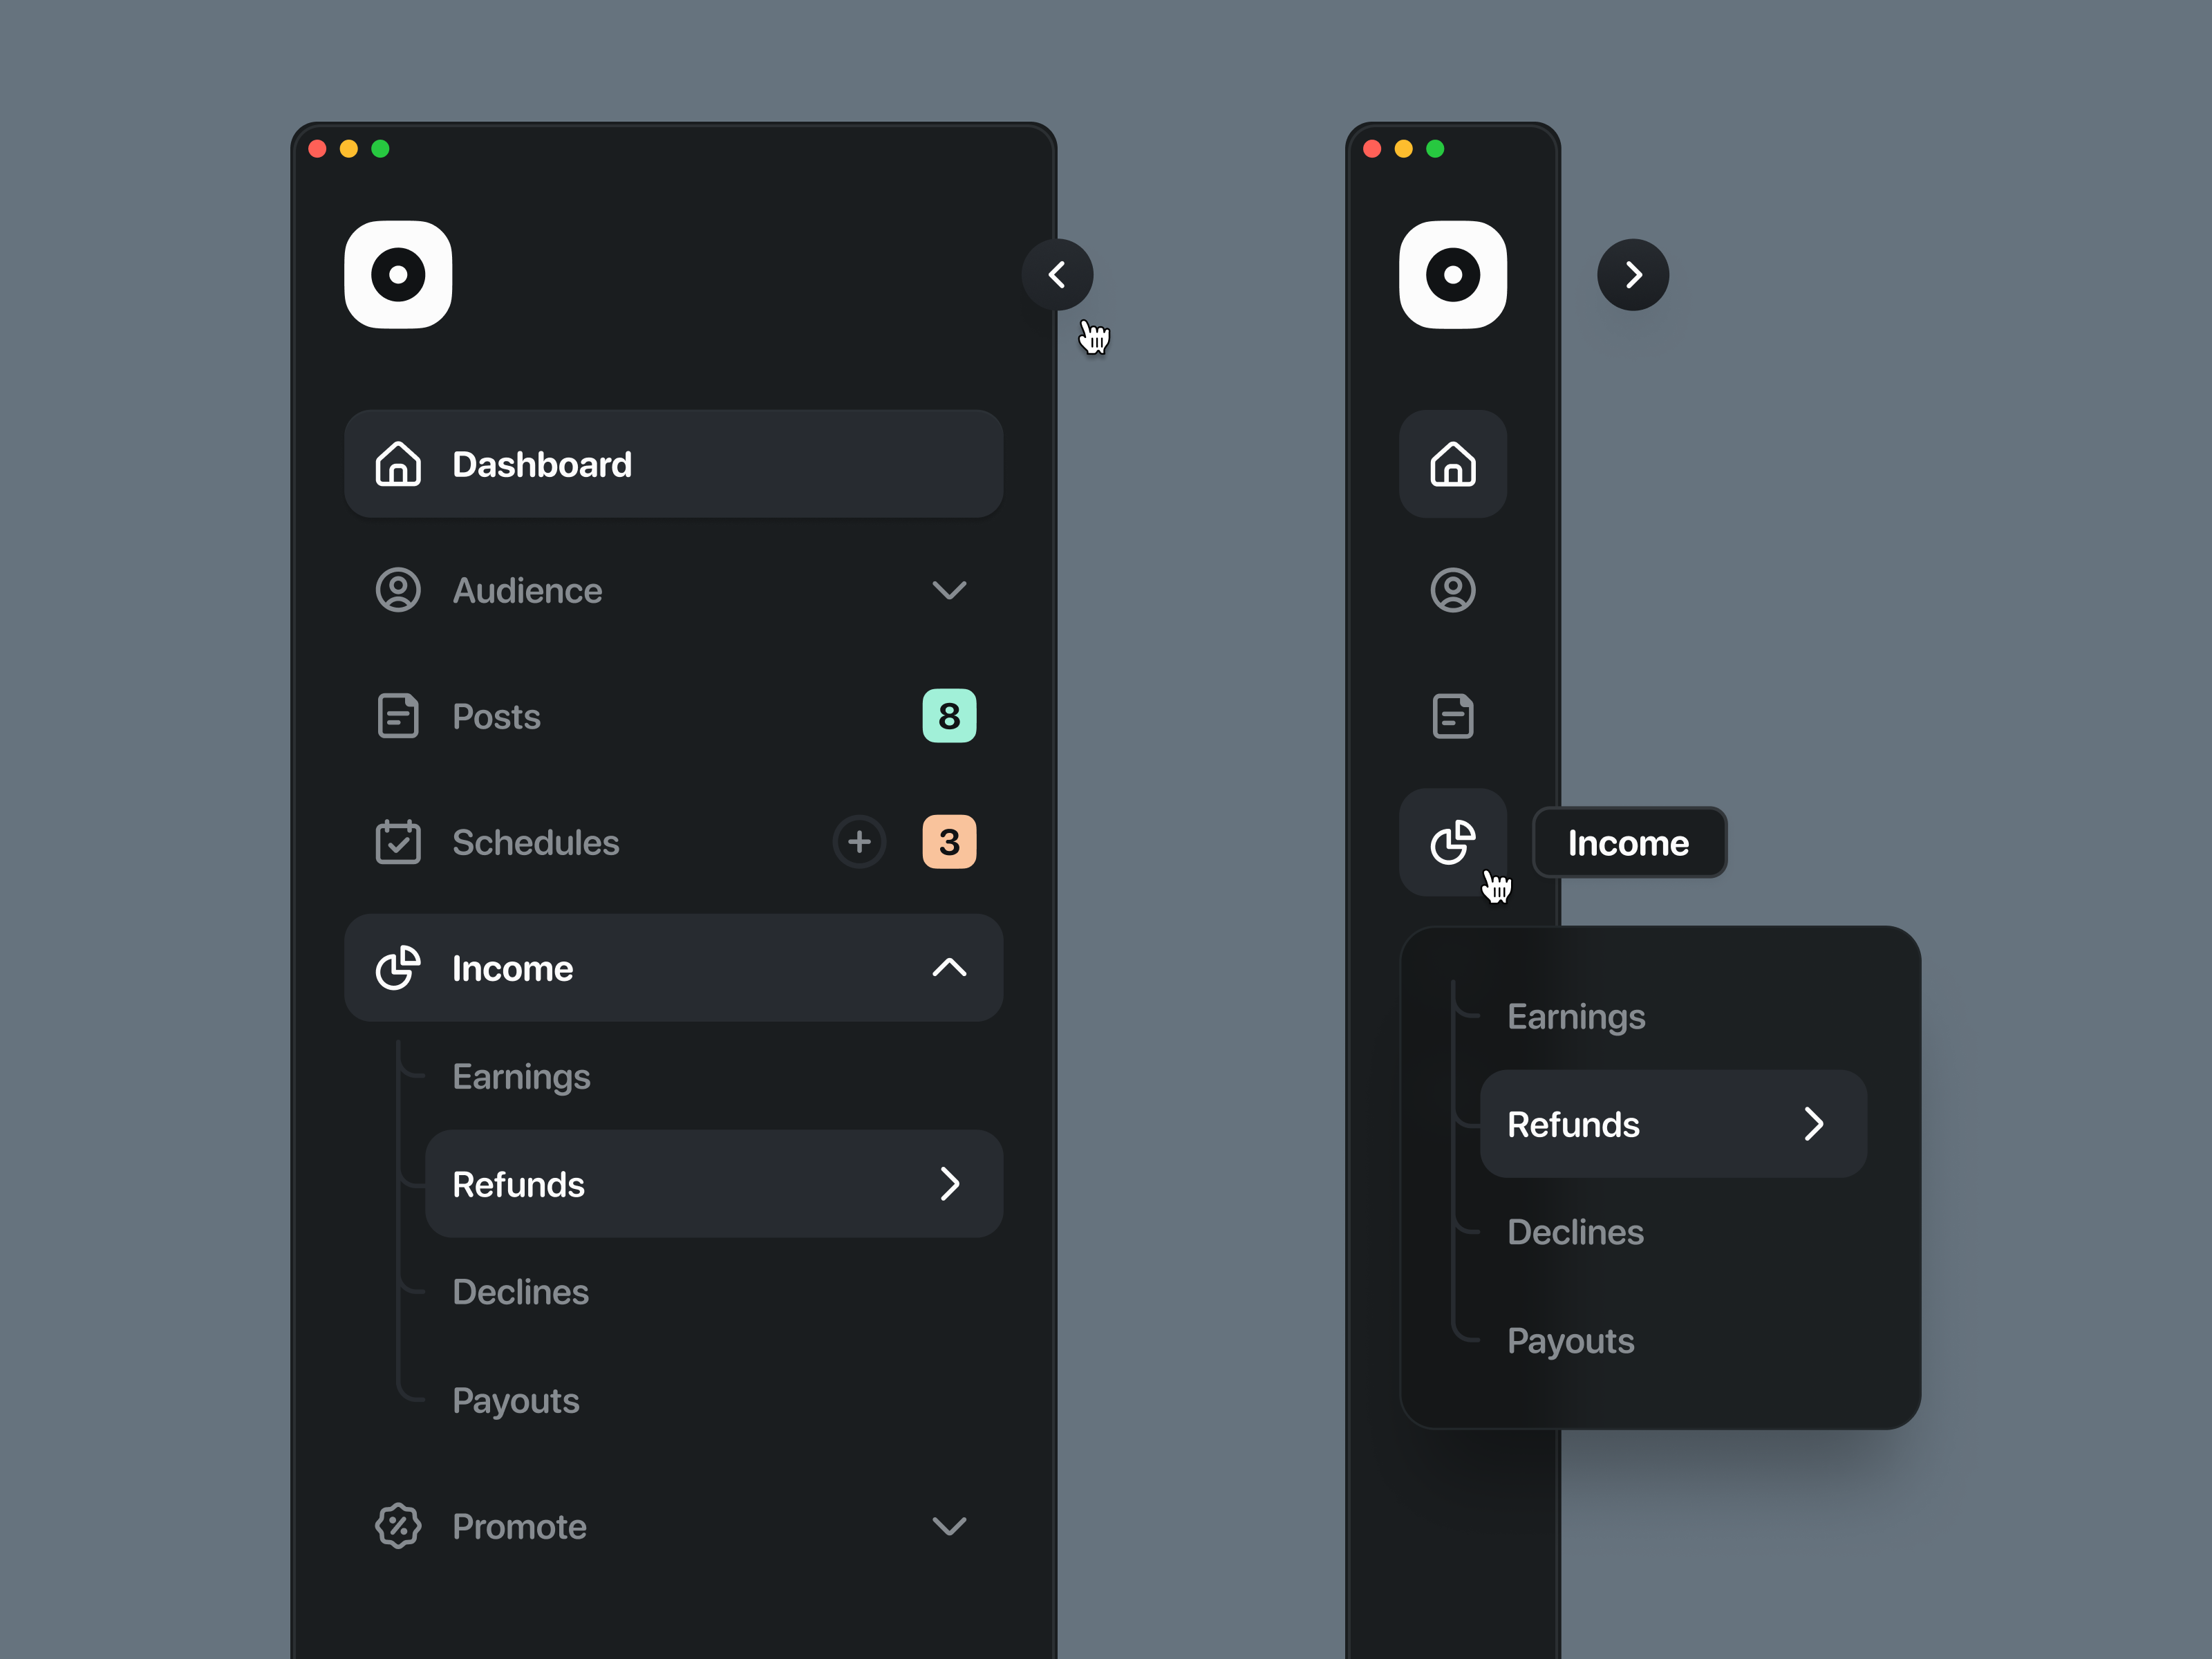 Dashboard
Audience
Posts
8
Schedules
3
Income
Earnings
Refunds
Declines
Payouts
Promote
Income
Earnings
Refunds
Declines
Payouts